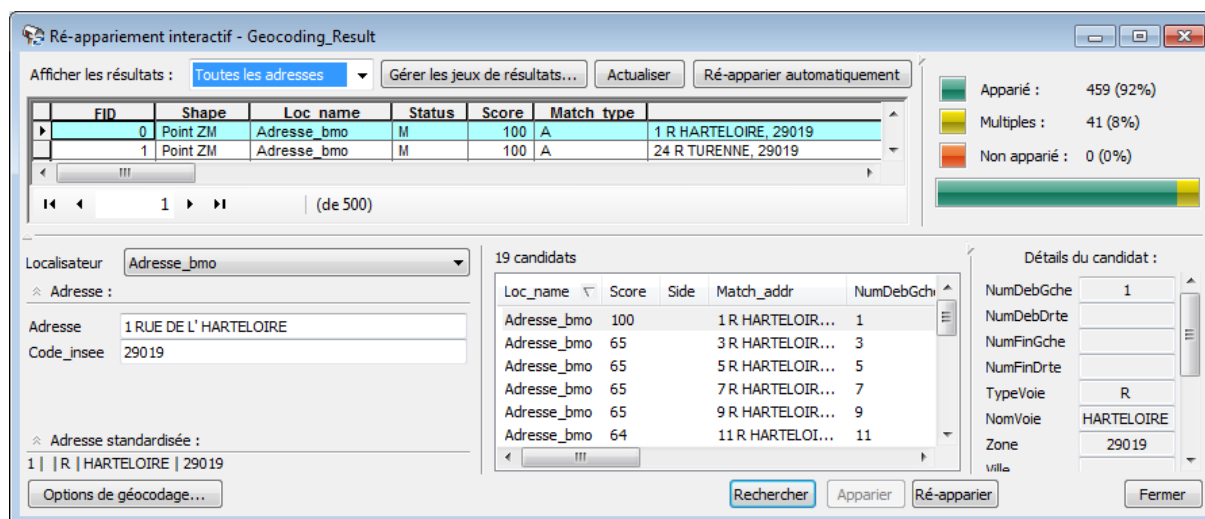 Ré-appariement interactif - Geocoding_Result
Afficher les résultats : Toutes les adresses Gérer les jeux de résultats... Actualiser Ré-apparier automatiquement
FID Shape Loc_name Status Score Match_type
0 Point ZM Adresse_bmo M 100 A 1 R HARTELOIRE, 29019
1 Point ZM Adresse_bmo M 100 A 24 R TURENNE, 29019
1 (de 500)
Apparié : 459 (92%)
Multiples : 41 (8%)
Non apparié : 0 (0%)
Localisateur Adresse_bmo
Adresse :
Adresse 1 RUE DE L' HARTELOIRE
Code_insee 29019
Adresse standardisée :
1 | | R | HARTELOIRE | 29019
19 candidats
Loc_name Score Side Match_addr NumDebGch
Adresse_bmo 100 1 R HARTELOIR... 1
Adresse_bmo 65 3 R HARTELOIR... 3
Adresse_bmo 65 5 R HARTELOIR... 5
Adresse_bmo 65 7 R HARTELOIR... 7
Adresse_bmo 65 9 R HARTELOIR... 9
Adresse_bmo 64 11 R HARTELOI... 11
Détails du candidat :
NumDebGche 1
NumDebDrte
NumFinGche
NumFinDrte
TypeVoie R
NomVoie HARTELOIRE
Zone 29019
Ville
Options de géocodage... Rechercher Apparier Ré-apparier Fermer